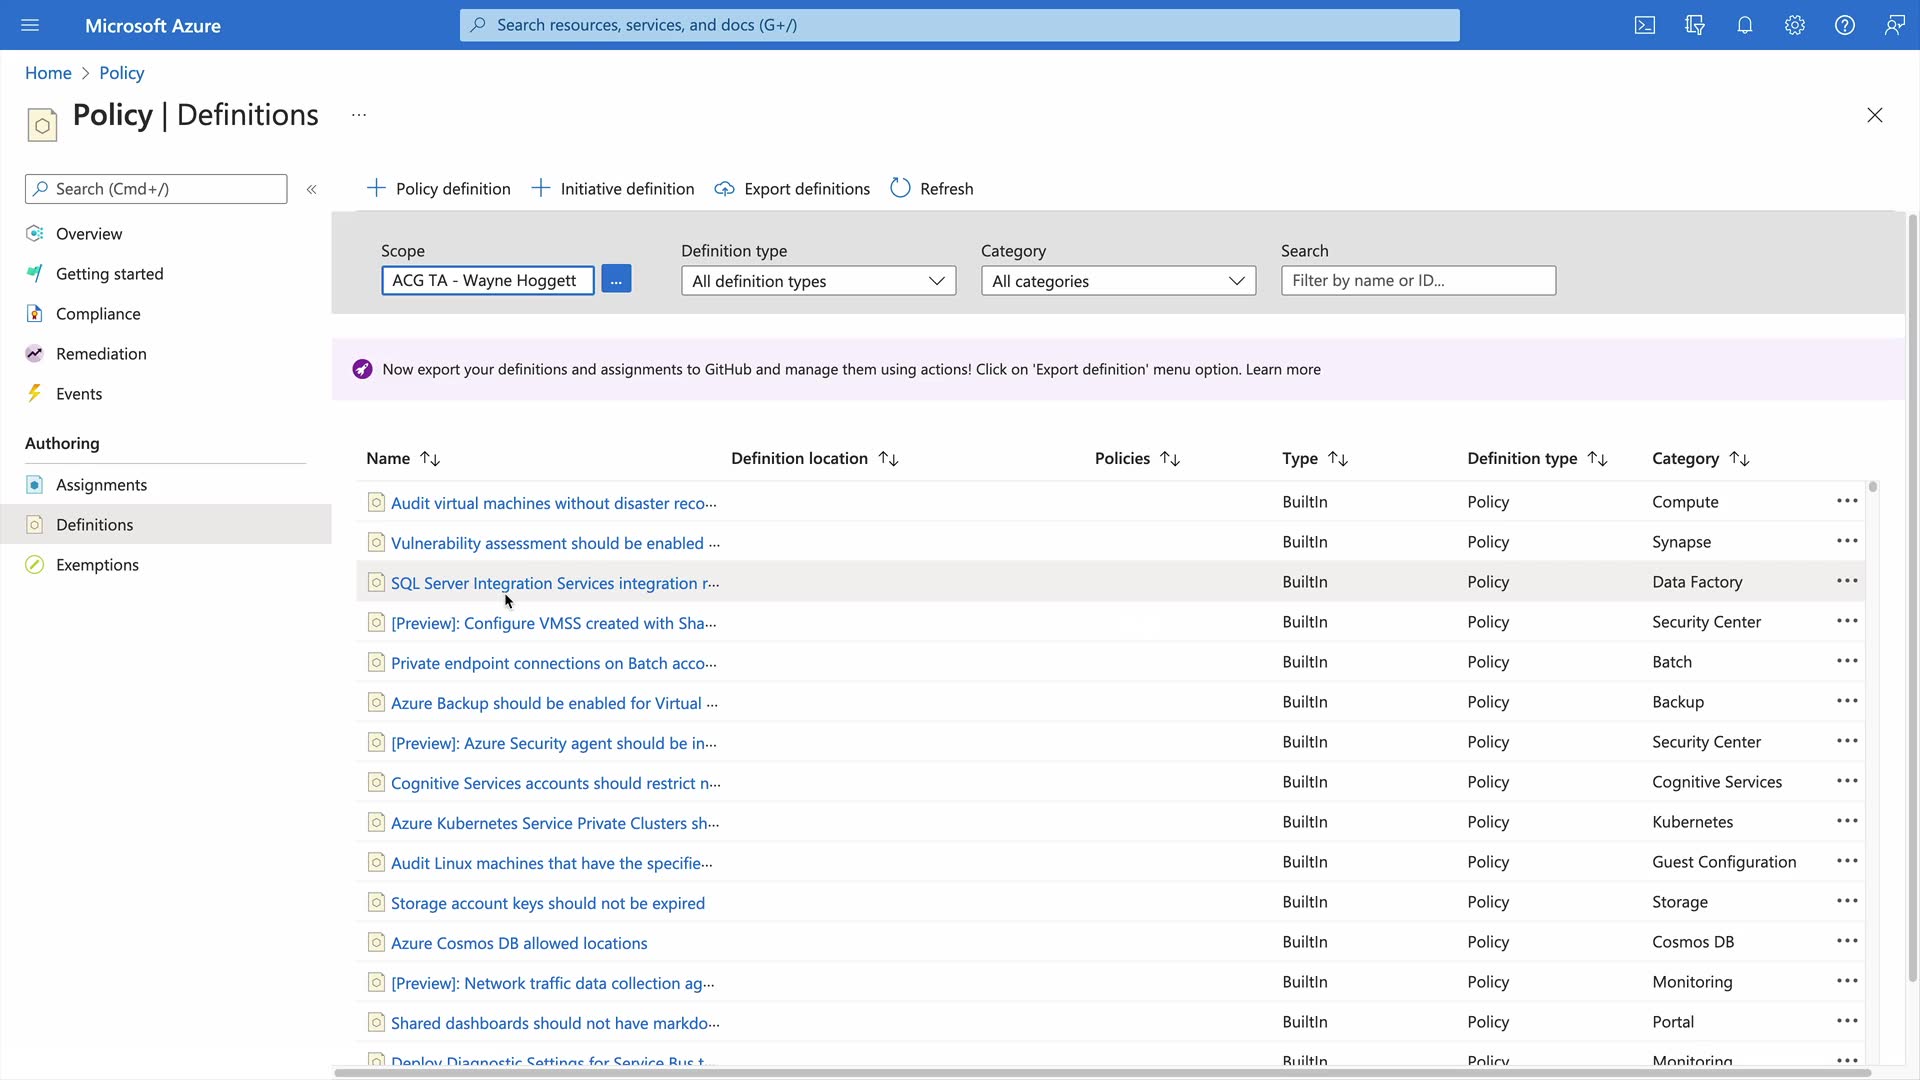 Microsoft Azure
Search resources, services, and docs (G+/)
Home > Policy
Policy | Definitions ...
Search (Cmd+/) «
Policy definition Initiative definition Export definitions Refresh
Overview
Getting started
Compliance
Remediation
Events
Authoring
Assignments
Definitions
Exemptions
Scope Definition type Category Search
ACG TA - Wayne Hoggett ... All definition types All categories Filter by name or ID...
Now export your definitions and assignments to GitHub and manage them using actions! Click on 'Export definition' menu option. Learn more
Name Definition location Policies Type Definition type Category
Audit virtual machines without disaster reco... BuiltIn Policy Compute
Vulnerability assessment should be enabled ... BuiltIn Policy Synapse
SQL Server Integration Services integration r... BuiltIn Policy Data Factory
[Preview]: Configure VMSS created with Sha... BuiltIn Policy Security Center
Private endpoint connections on Batch acco... BuiltIn Policy Batch
Azure Backup should be enabled for Virtual ... BuiltIn Policy Backup
[Preview]: Azure Security agent should be in... BuiltIn Policy Security Center
Cognitive Services accounts should restrict n... BuiltIn Policy Cognitive Services
Azure Kubernetes Service Private Clusters sh... BuiltIn Policy Kubernetes
Audit Linux machines that have the specifie... BuiltIn Policy Guest Configuration
Storage account keys should not be expired BuiltIn Policy Storage
Azure Cosmos DB allowed locations BuiltIn Policy Cosmos DB
[Preview]: Network traffic data collection ag... BuiltIn Policy Monitoring
Shared dashboards should not have markdo... BuiltIn Policy Portal
Deploy Diagnostic Settings for Service Bus t... BuiltIn Policy Monitoring